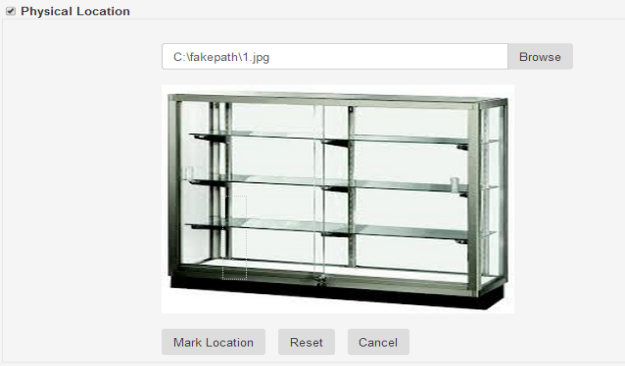 Physical Location
C:\fakepath\1.jpg
Browse
Mark Location
Reset
Cancel